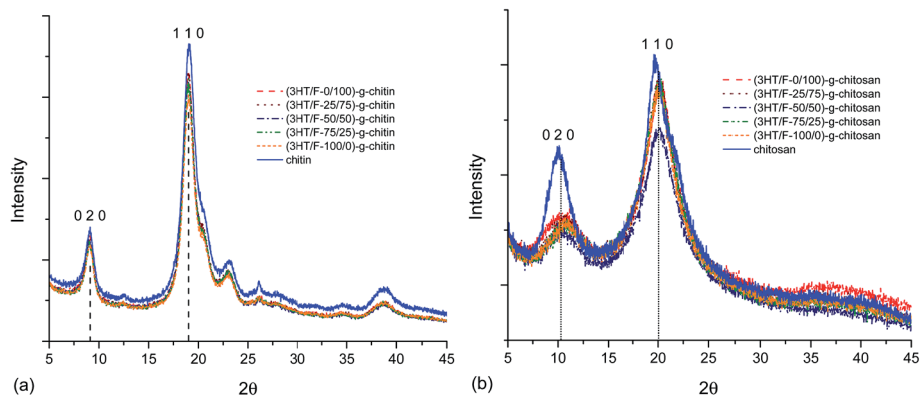 1 1 0
0 2 0
(3HT/F-0/100)-g-chitin
(3HT/F-25/75)-g-chitin
(3HT/F-50/50)-g-chitin
(3HT/F-75/25)-g-chitin
(3HT/F-100/0)-g-chitin
chitin
Intensity
5 10 15 20 25 30 35 40 45
2θ
(a)
1 1 0
0 2 0
(3HT/F-0/100)-g-chitosan
(3HT/F-25/75)-g-chitosan
(3HT/F-50/50)-g-chitosan
(3HT/F-75/25)-g-chitosan
(3HT/F-100/0)-g-chitosan
chitosan
Intensity
5 10 15 20 25 30 35 40 45
2θ
(b)